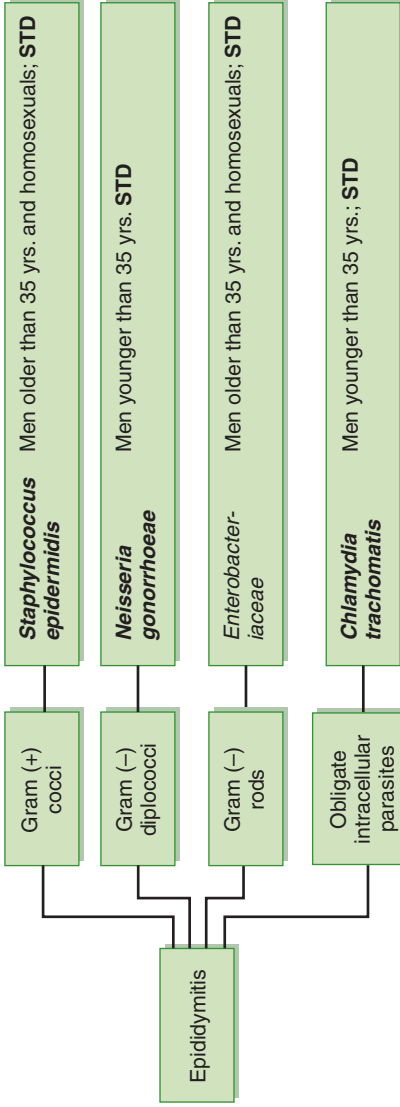 Epididymitis
Gram (+)
cocci
Staphylococcus
epidermidis
Men older than 35 yrs. and homosexuals; STD
Gram (−)
diplococci
Neisseria
gonorrhoeae
Men younger than 35 yrs. STD
Gram (−)
rods
Enterobacter-
iaceae
Men older than 35 yrs. and homosexuals; STD
Obligate
intracellular
parasites
Chlamydia
trachomatis
Men younger than 35 yrs.; STD